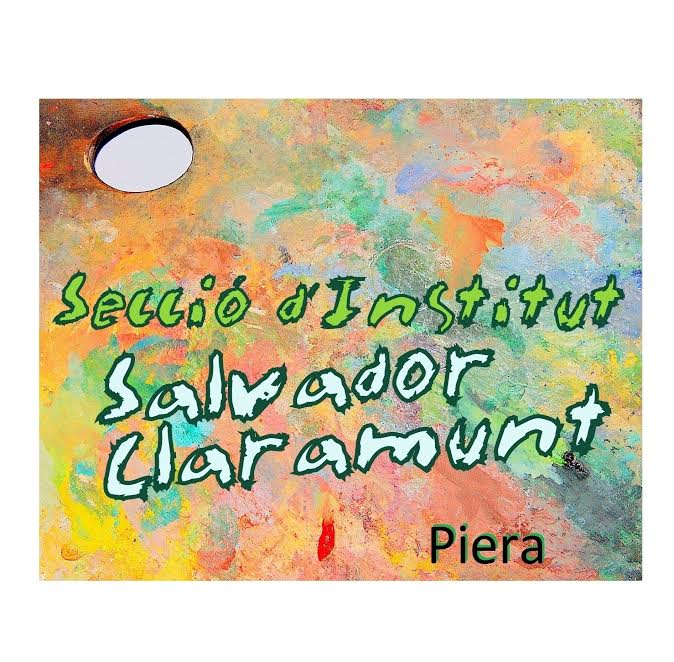 Secció d'Institut
Salvador
Claramunt
Piera